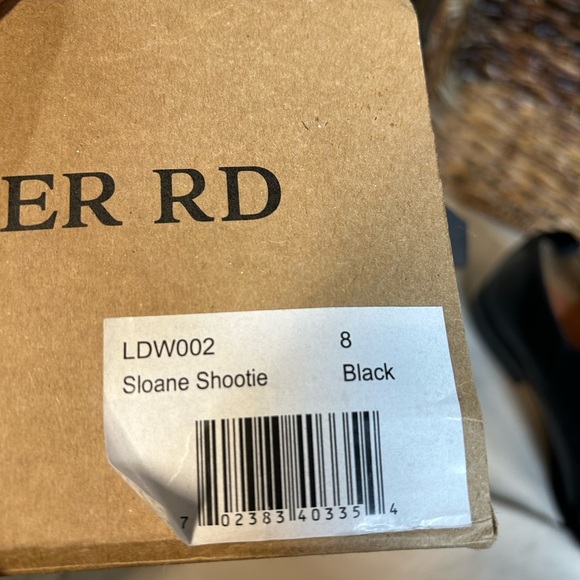 ER RD
LDW002 8
Sloane Shootie Black
7 02383 40335 4